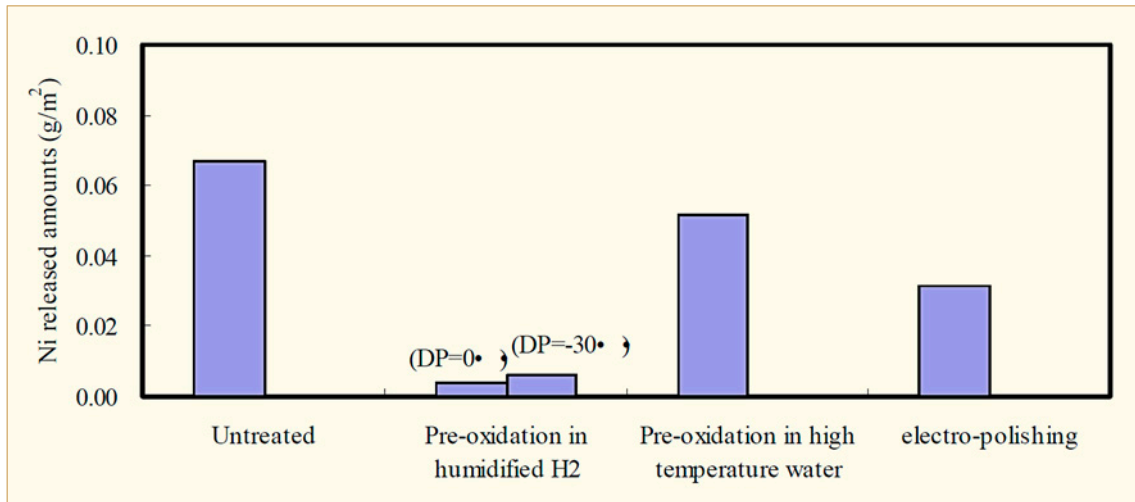 Ni released amounts (g/m²)
0.10
0.08
0.06
0.04
0.02
0.00
(DP=0• •)
(DP=-30• •)
Untreated
Pre-oxidation in
humidified H2
Pre-oxidation in high
temperature water
electro-polishing